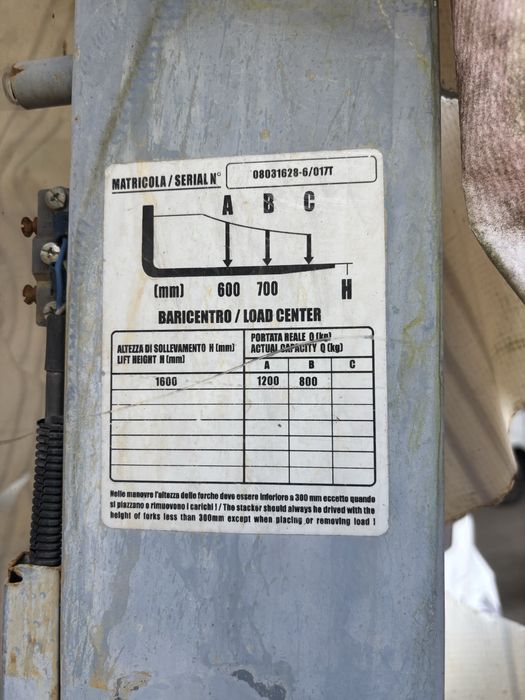 MATRICOLA / SERIAL N° 08031628-6/017T
A B C
(mm) 600 700 H
BARICENTRO / LOAD CENTER
ALTEZZA DI SOLLEVAMENTO H (mm)
LIFT HEIGHT H (mm)
PORTATA REALE Q (kg)
ACTUAL CAPACITY Q (kg)
A B C
1600 1200 800
Nelle manovre l'altezza delle forche deve essere inferiore a 300 mm eccetto quando
si piazzano o rimuovono i carichi ! / The stacker should always be drived with the
height of forks less than 300mm except when placing or removing load !